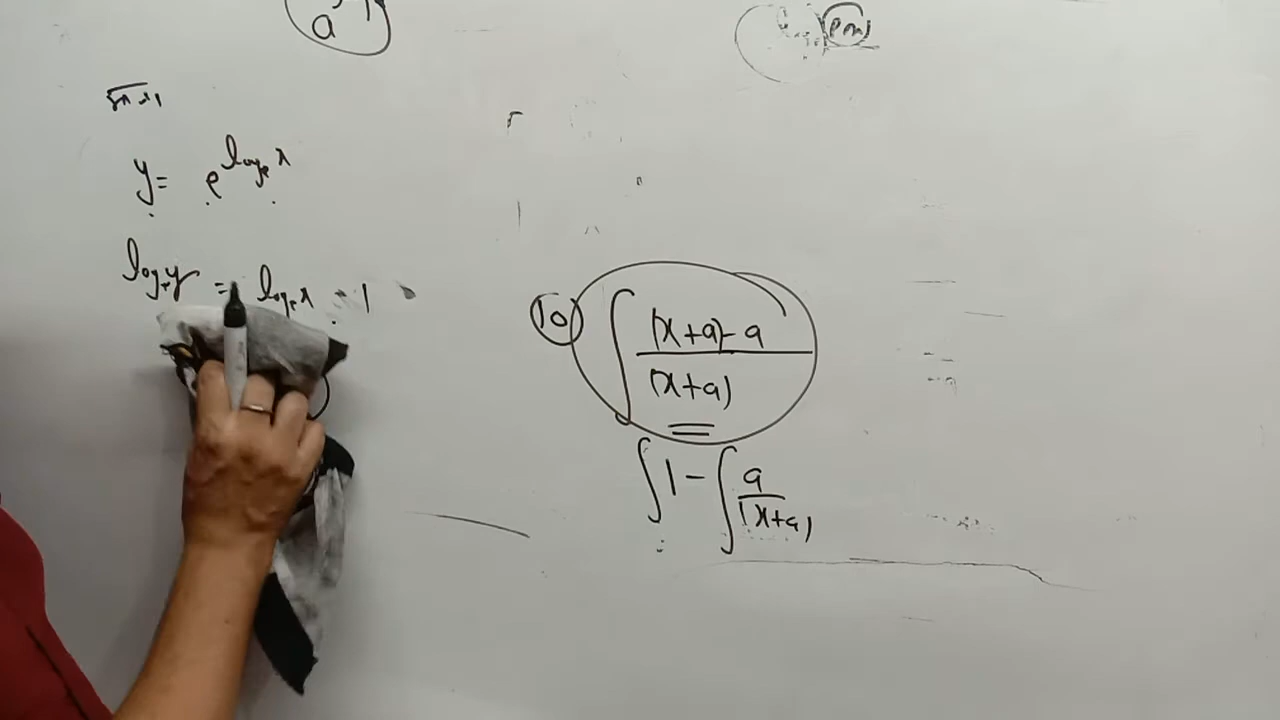 y = e^{log_e x}
log_e y = log_e x · 1
10) ∫ (x+a)-a / (x+a)
∫1 - ∫ a/(x+a)